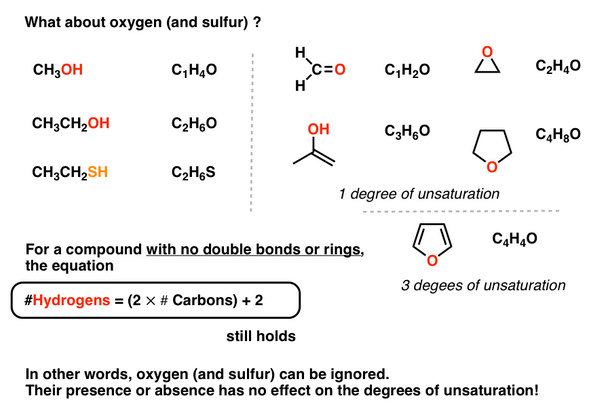 What about oxygen (and sulfur) ?
CH₃OH C₁H₄O
CH₃CH₂OH C₂H₆O
CH₃CH₂SH C₂H₆S
H
C=O
H
C₁H₂O
O
C₂H₄O
OH
C₃H₆O
O
C₄H₈O
1 degree of unsaturation
O
C₄H₄O
3 degees of unsaturation
For a compound with no double bonds or rings,
the equation
#Hydrogens = (2 × # Carbons) + 2
still holds
In other words, oxygen (and sulfur) can be ignored.
Their presence or absence has no effect on the degrees of unsaturation!